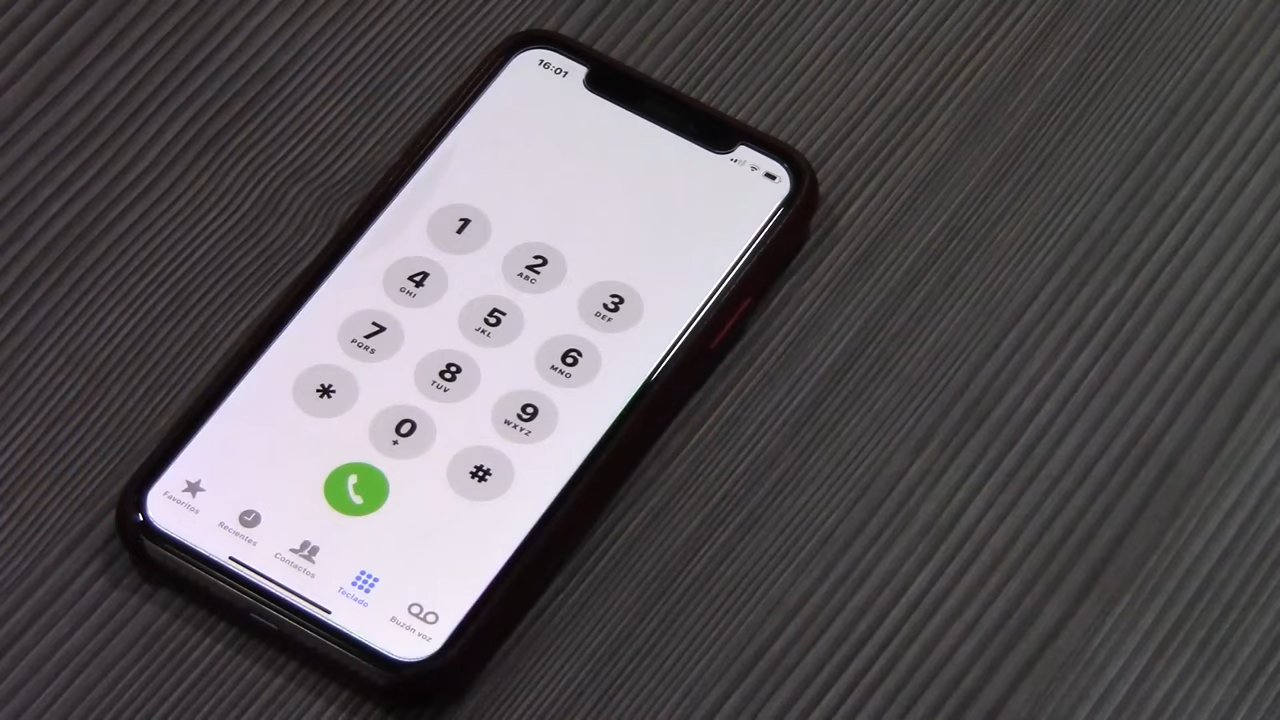 16:01
1
2
ABC
3
DEF
4
GHI
5
JKL
6
MNO
7
PQRS
8
TUV
9
WXYZ
*
0
+
#
Favoritos
Recientes
Contactos
Teclado
Buzón voz